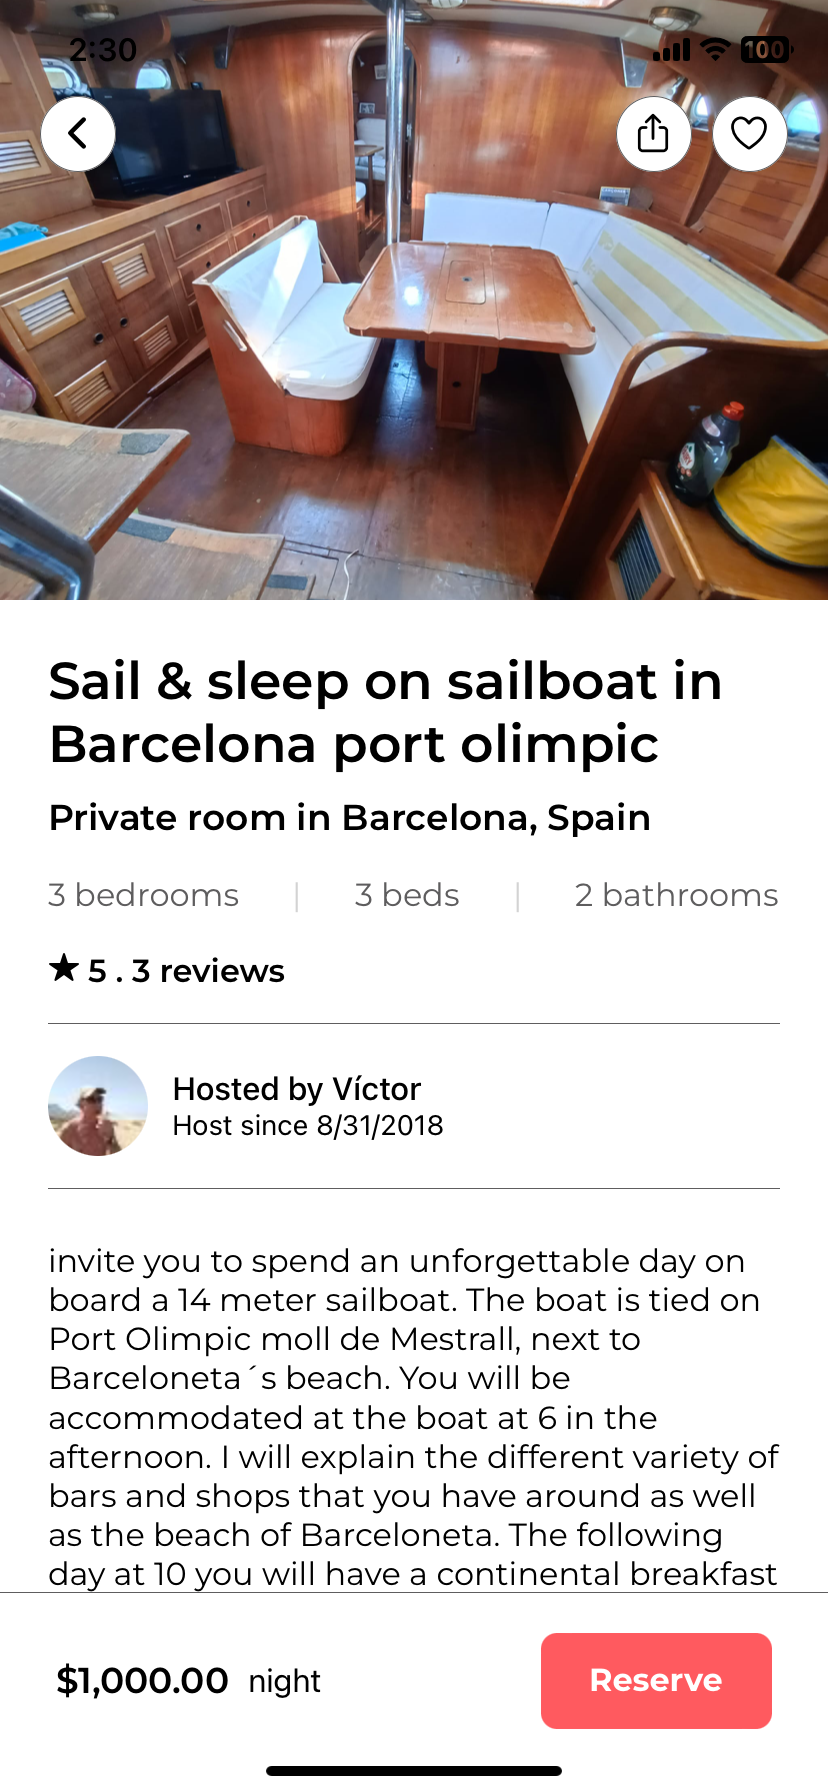 2:30
100
Sail & sleep on sailboat in
Barcelona port olimpic
Private room in Barcelona, Spain
3 bedrooms | 3 beds | 2 bathrooms
★ 5 . 3 reviews
Hosted by Víctor
Host since 8/31/2018
invite you to spend an unforgettable day on
board a 14 meter sailboat. The boat is tied on
Port Olimpic moll de Mestrall, next to
Barceloneta´s beach. You will be
accommodated at the boat at 6 in the
afternoon. I will explain the different variety of
bars and shops that you have around as well
as the beach of Barceloneta. The following
day at 10 you will have a continental breakfast
$1,000.00 night
Reserve